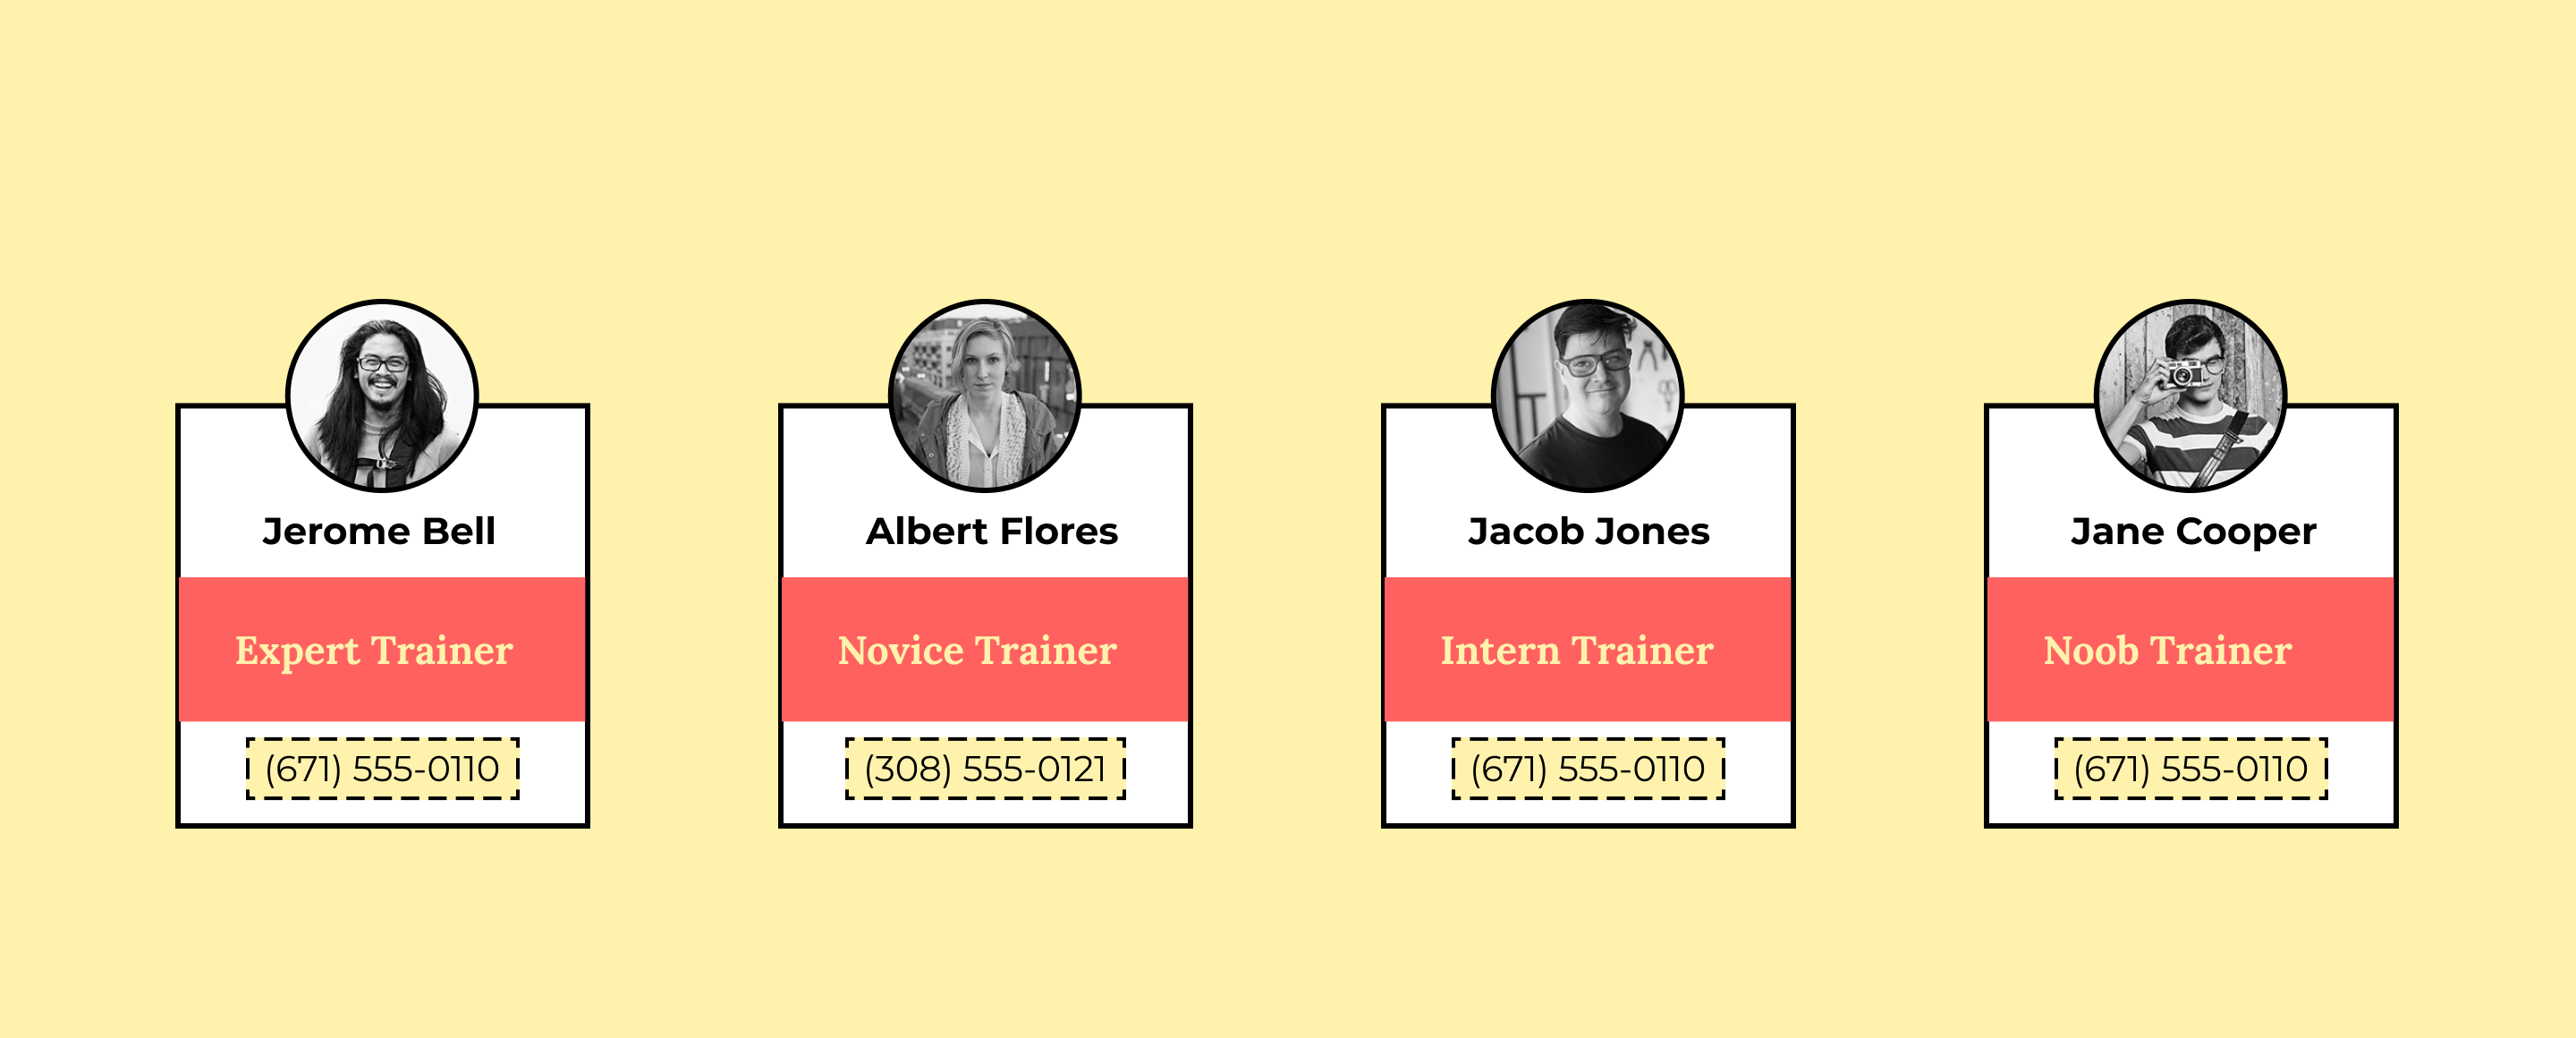 Jerome Bell
Expert Trainer
(671) 555-0110
Albert Flores
Novice Trainer
(308) 555-0121
Jacob Jones
Intern Trainer
(671) 555-0110
Jane Cooper
Noob Trainer
(671) 555-0110